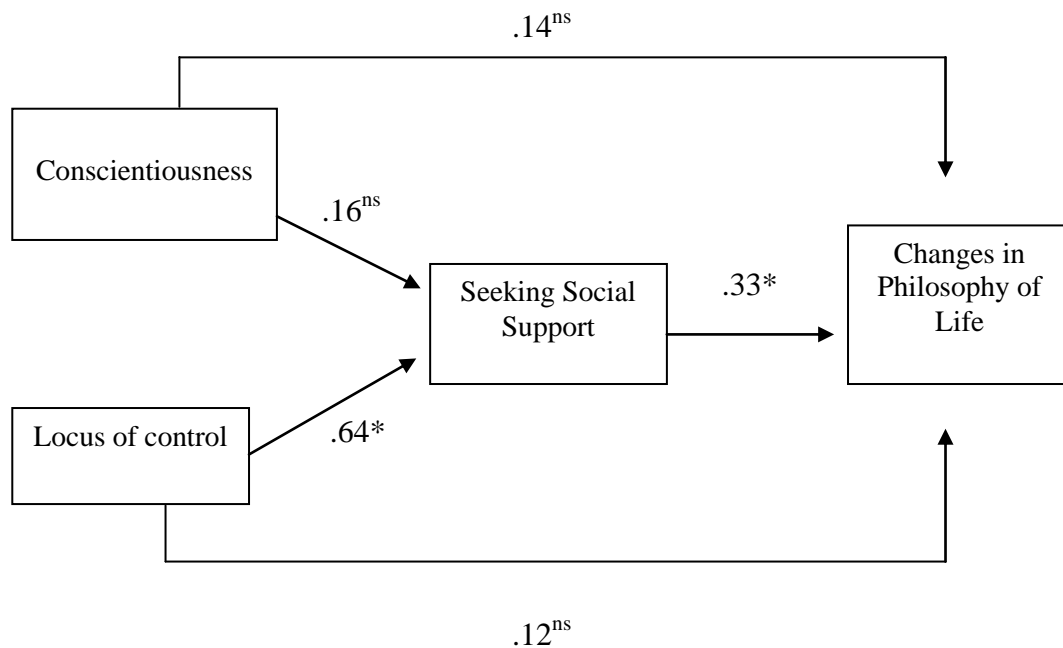 .14ns
Conscientiousness
.16ns
Seeking Social
Support
.33*
Changes in
Philosophy of
Life
Locus of control
.64*
.12ns